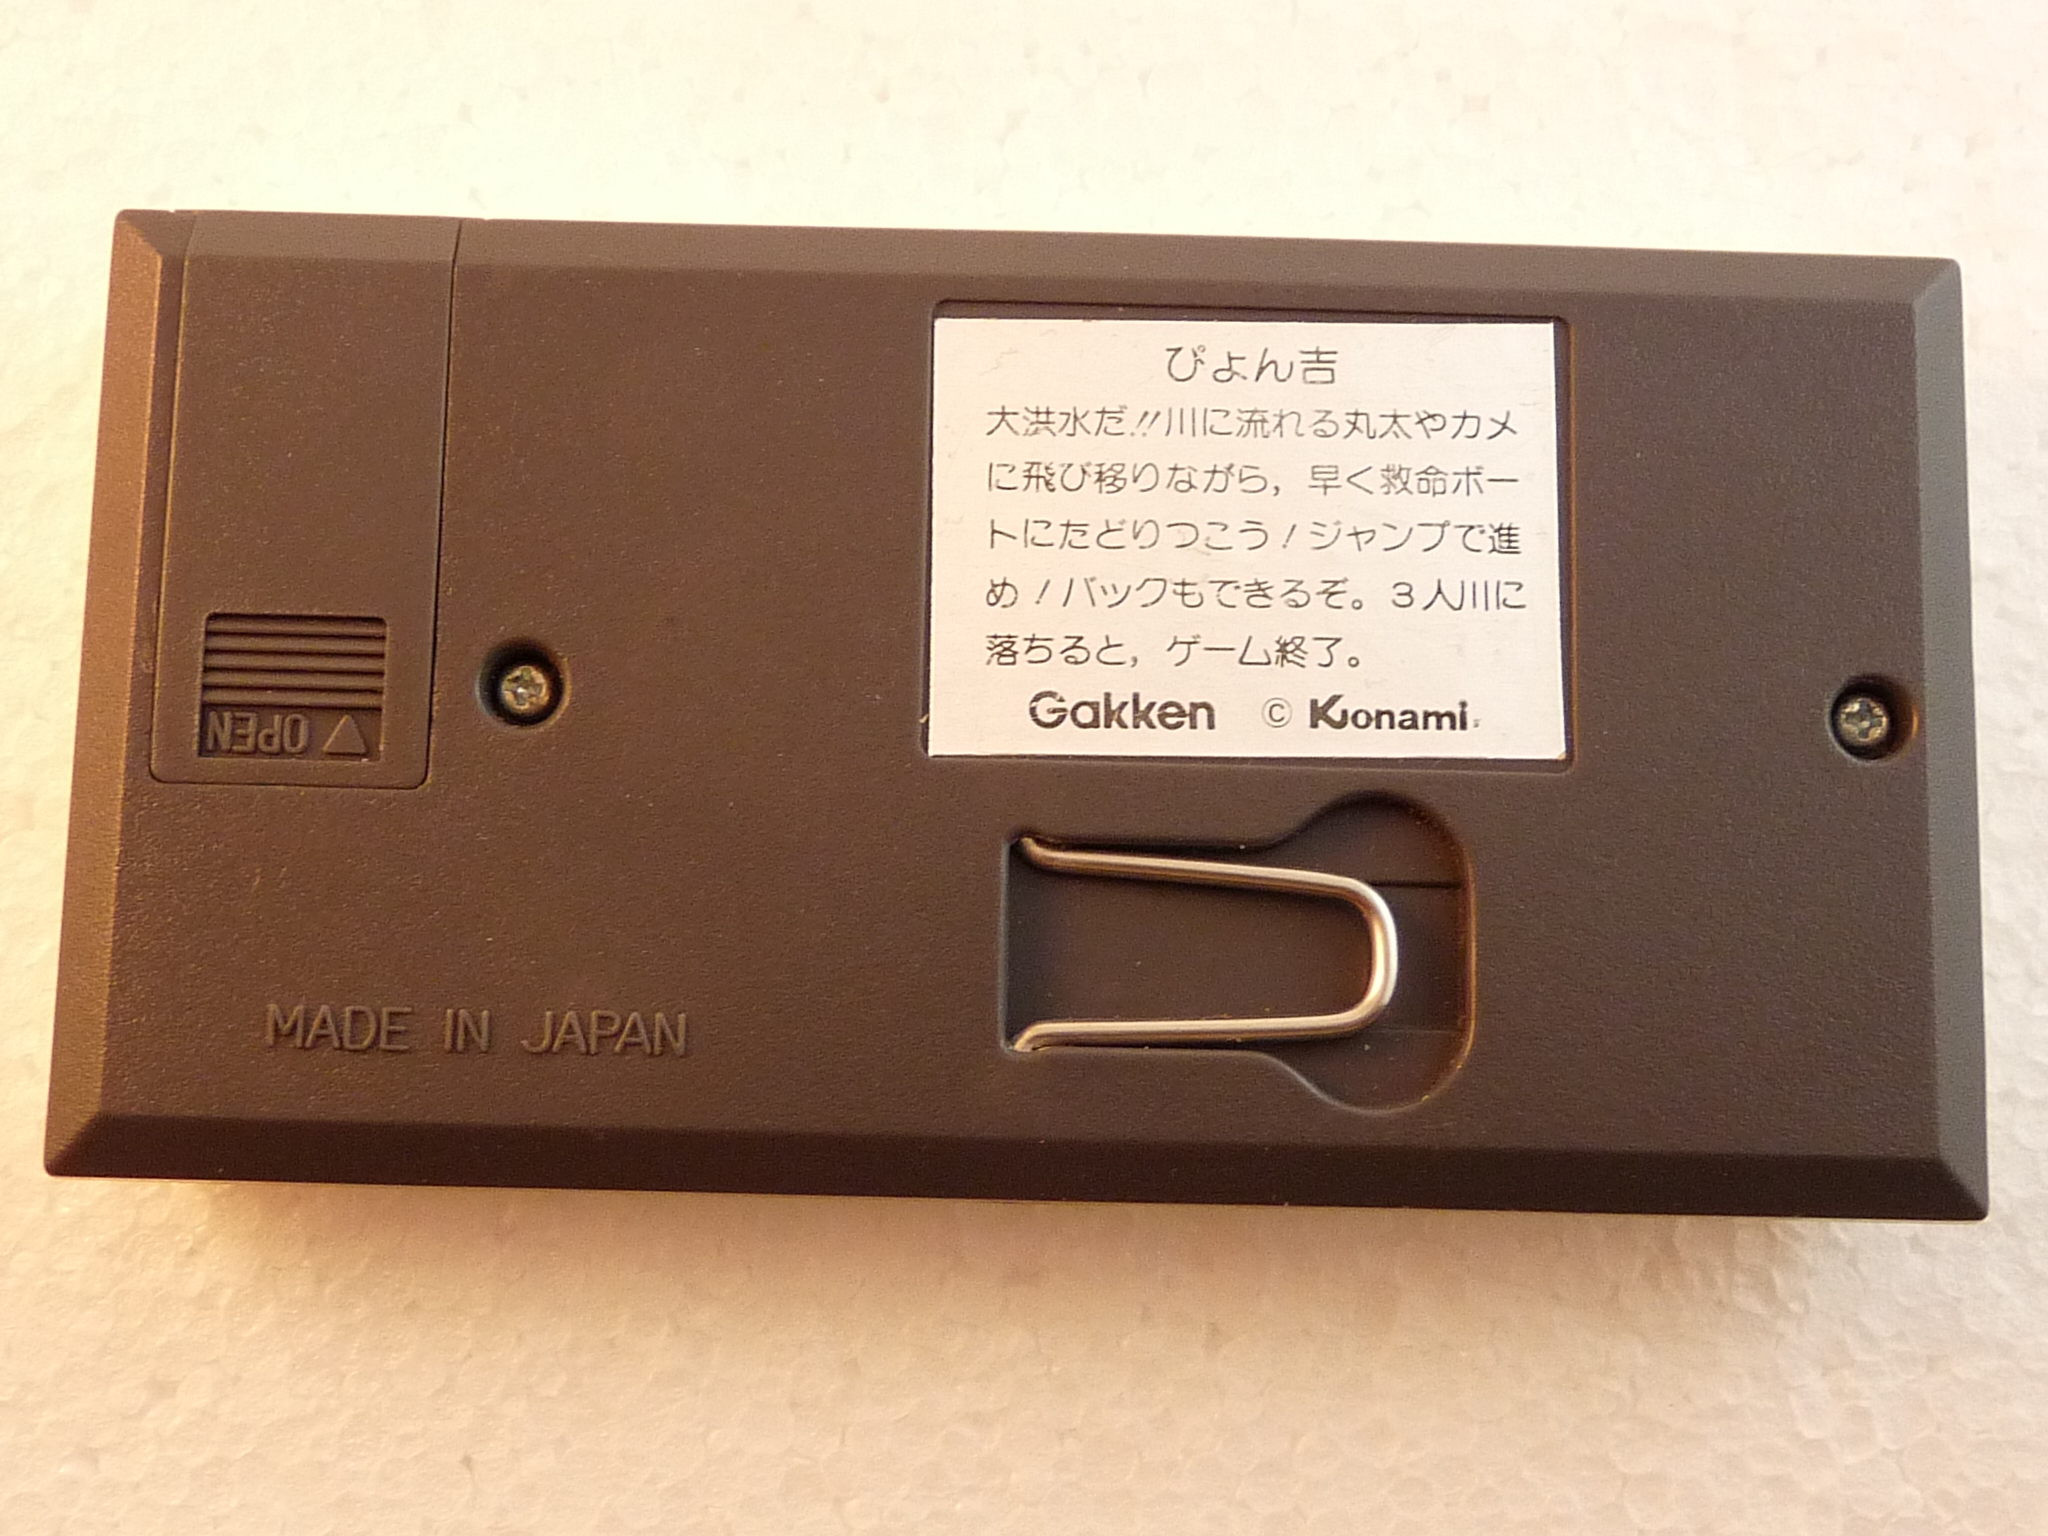 ぴょん吉
大洪水だ!!川に流れる丸太やカメ
に飛び移りながら，早く救命ボー
トにたどりつこう！ジャンプで進
め！バックもできるぞ。3人川に
落ちると，ゲーム終了。
Gakken © Konami
OPEN
MADE IN JAPAN